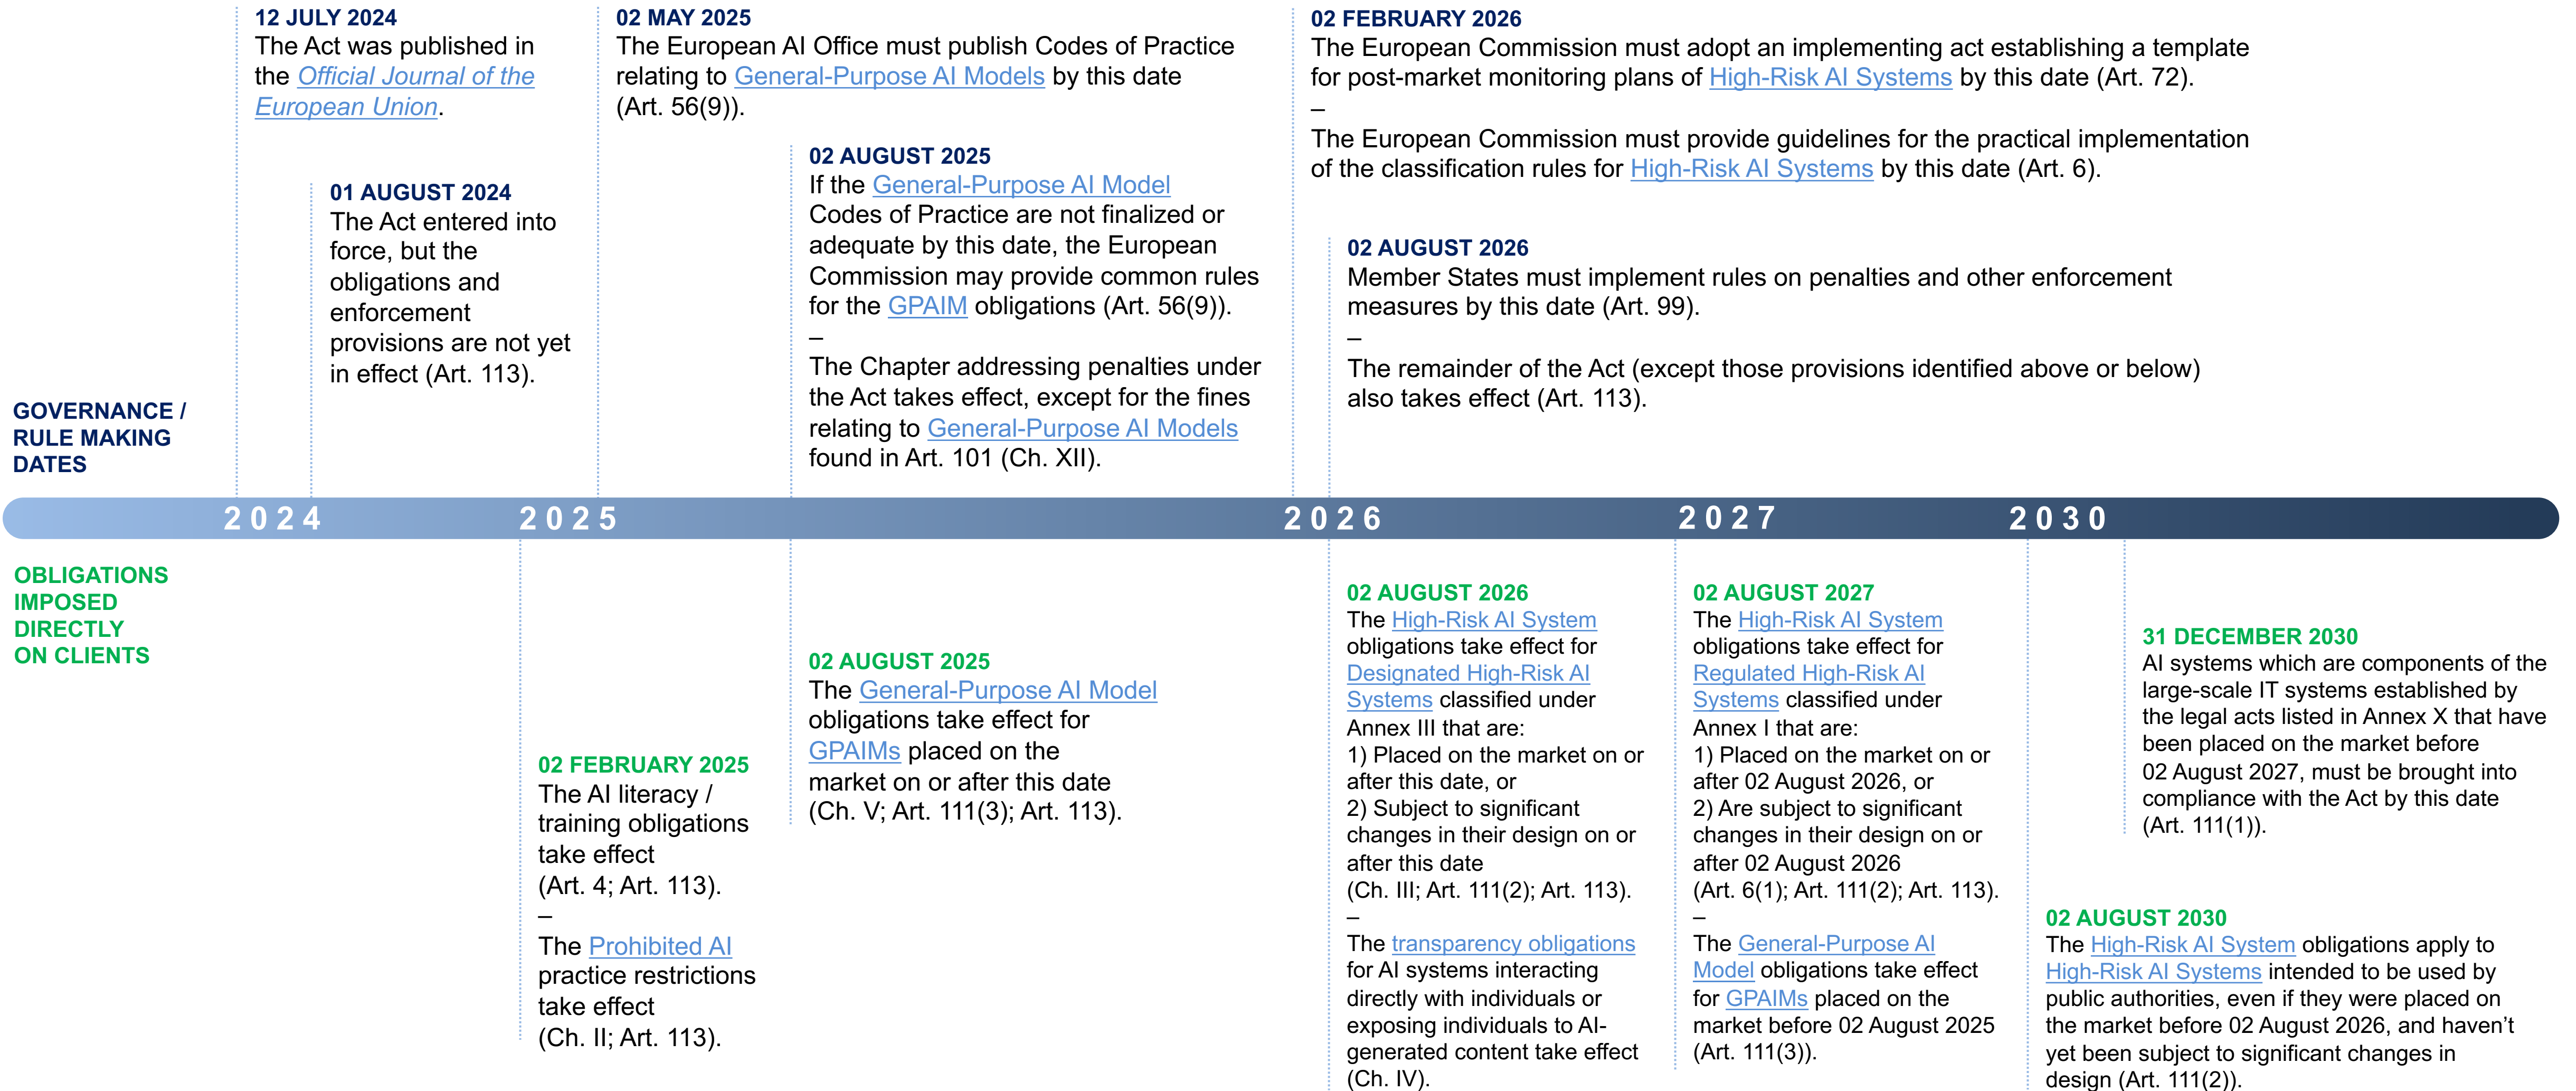 12 JULY 2024
The Act was published in
the Official Journal of the
European Union.
01 AUGUST 2024
The Act entered into
force, but the
obligations and
enforcement
provisions are not yet
in effect (Art. 113).
02 MAY 2025
The European AI Office must publish Codes of Practice
relating to General-Purpose AI Models by this date
(Art. 56(9)).
02 AUGUST 2025
If the General-Purpose AI Model
Codes of Practice are not finalized or
adequate by this date, the European
Commission may provide common rules
for the GPAIM obligations (Art. 56(9)).
–
The Chapter addressing penalties under
the Act takes effect, except for the fines
relating to General-Purpose AI Models
found in Art. 101 (Ch. XII).
02 FEBRUARY 2026
The European Commission must adopt an implementing act establishing a template
for post-market monitoring plans of High-Risk AI Systems by this date (Art. 72).
–
The European Commission must provide guidelines for the practical implementation
of the classification rules for High-Risk AI Systems by this date (Art. 6).
02 AUGUST 2026
Member States must implement rules on penalties and other enforcement
measures by this date (Art. 99).
–
The remainder of the Act (except those provisions identified above or below)
also takes effect (Art. 113).
GOVERNANCE /
RULE MAKING
DATES
2024 2025 2026 2027 2030
OBLIGATIONS
IMPOSED
DIRECTLY
ON CLIENTS
02 FEBRUARY 2025
The AI literacy /
training obligations
take effect
(Art. 4; Art. 113).
–
The Prohibited AI
practice restrictions
take effect
(Ch. II; Art. 113).
02 AUGUST 2025
The General-Purpose AI Model
obligations take effect for
GPAIMs placed on the
market on or after this date
(Ch. V; Art. 111(3); Art. 113).
02 AUGUST 2026
The High-Risk AI System
obligations take effect for
Designated High-Risk AI
Systems classified under
Annex III that are:
1) Placed on the market on or
after this date, or
2) Subject to significant
changes in their design on or
after this date
(Ch. III; Art. 111(2); Art. 113).
–
The transparency obligations
for AI systems interacting
directly with individuals or
exposing individuals to AI-
generated content take effect
(Ch. IV).
02 AUGUST 2027
The High-Risk AI System
obligations take effect for
Regulated High-Risk AI
Systems classified under
Annex I that are:
1) Placed on the market on or
after 02 August 2026, or
2) Are subject to significant
changes in their design on or
after 02 August 2026
(Art. 6(1); Art. 111(2); Art. 113).
–
The General-Purpose AI
Model obligations take effect
for GPAIMs placed on the
market before 02 August 2025
(Art. 111(3)).
31 DECEMBER 2030
AI systems which are components of the
large-scale IT systems established by
the legal acts listed in Annex X that have
been placed on the market before
02 August 2027, must be brought into
compliance with the Act by this date
(Art. 111(1)).
02 AUGUST 2030
The High-Risk AI System obligations apply to
High-Risk AI Systems intended to be used by
public authorities, even if they were placed on
the market before 02 August 2026, and haven’t
yet been subject to significant changes in
design (Art. 111(2)).